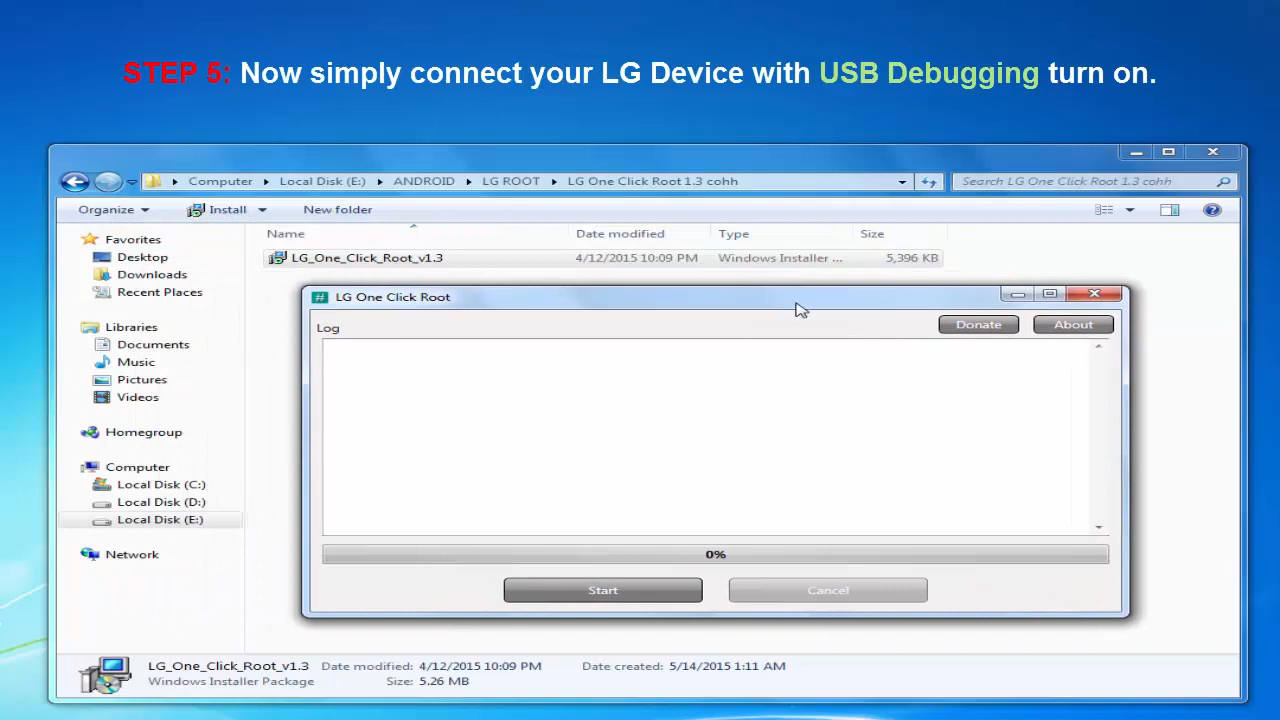 STEP 5: Now simply connect your LG Device with USB Debugging turn on.
Computer Local Disk (E:) ANDROID LG ROOT LG One Click Root 1.3 cohh
Search LG One Click Root 1.3 cohh
Organize Install New folder
Name Date modified Type Size
LG_One_Click_Root_v1.3 4/12/2015 10:09 PM Windows Installer ... 5,396 KB
Favorites
Desktop
Downloads
Recent Places
Libraries
Documents
Music
Pictures
Videos
Homegroup
Computer
Local Disk (C:)
Local Disk (D:)
Local Disk (E:)
Network
# LG One Click Root
Log
Donate About
0%
Start Cancel
LG_One_Click_Root_v1.3 Date modified: 4/12/2015 10:09 PM Date created: 5/14/2015 1:11 AM
Windows Installer Package Size: 5.26 MB